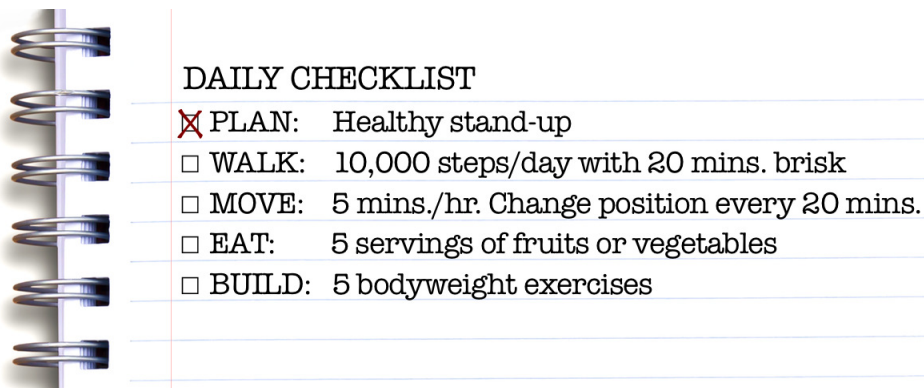 DAILY CHECKLIST
☒ PLAN: Healthy stand-up
☐ WALK: 10,000 steps/day with 20 mins. brisk
☐ MOVE: 5 mins./hr. Change position every 20 mins.
☐ EAT: 5 servings of fruits or vegetables
☐ BUILD: 5 bodyweight exercises